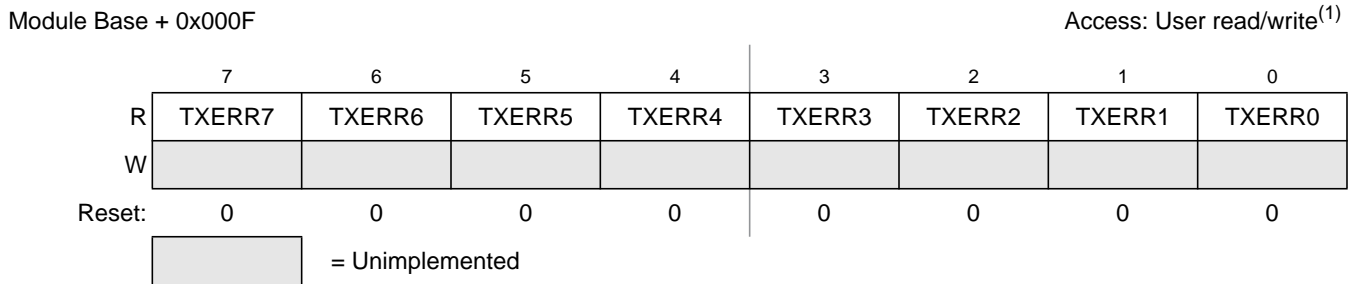 Module Base + 0x000F Access: User read/write(1)
7 6 5 4 3 2 1 0
R TXERR7 TXERR6 TXERR5 TXERR4 TXERR3 TXERR2 TXERR1 TXERR0
W
Reset: 0 0 0 0 0 0 0 0
= Unimplemented